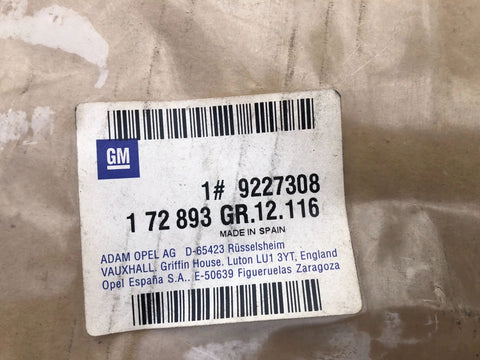 GM
1# 9227308
1 72 893 GR.12.116
MADE IN SPAIN
ADAM OPEL AG D-65423 Rüsselsheim
VAUXHALL. Griffin House. Luton LU1 3YT, England
Opel España S.A.. E-50639 Figueruelas Zaragoza